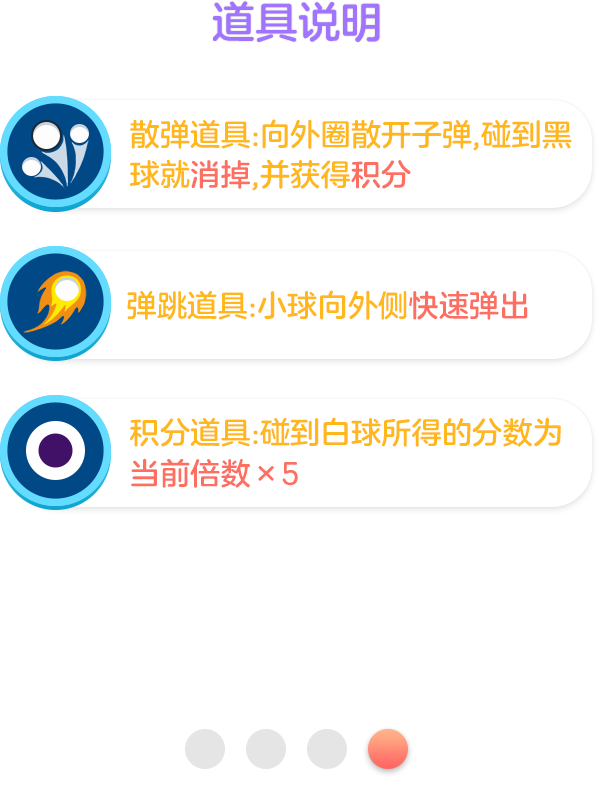 道具说明
散弹道具:向外圈散开子弹,碰到黑
球就消掉,并获得积分
弹跳道具:小球向外侧快速弹出
积分道具:碰到白球所得的分数为
当前倍数×5